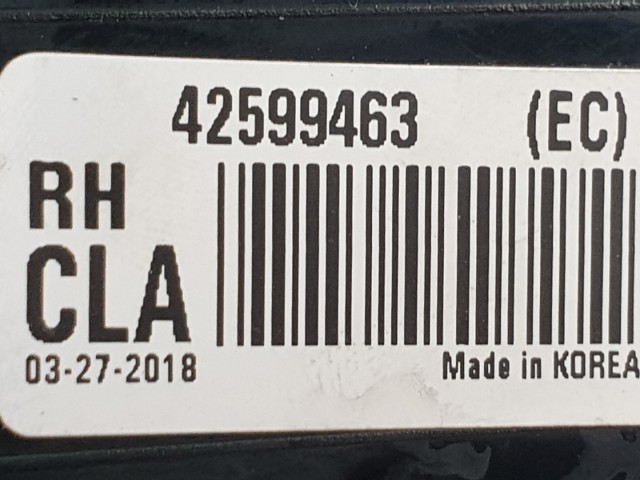 42599463 (EC)
RH
CLA
03-27-2018 Made in KOREA